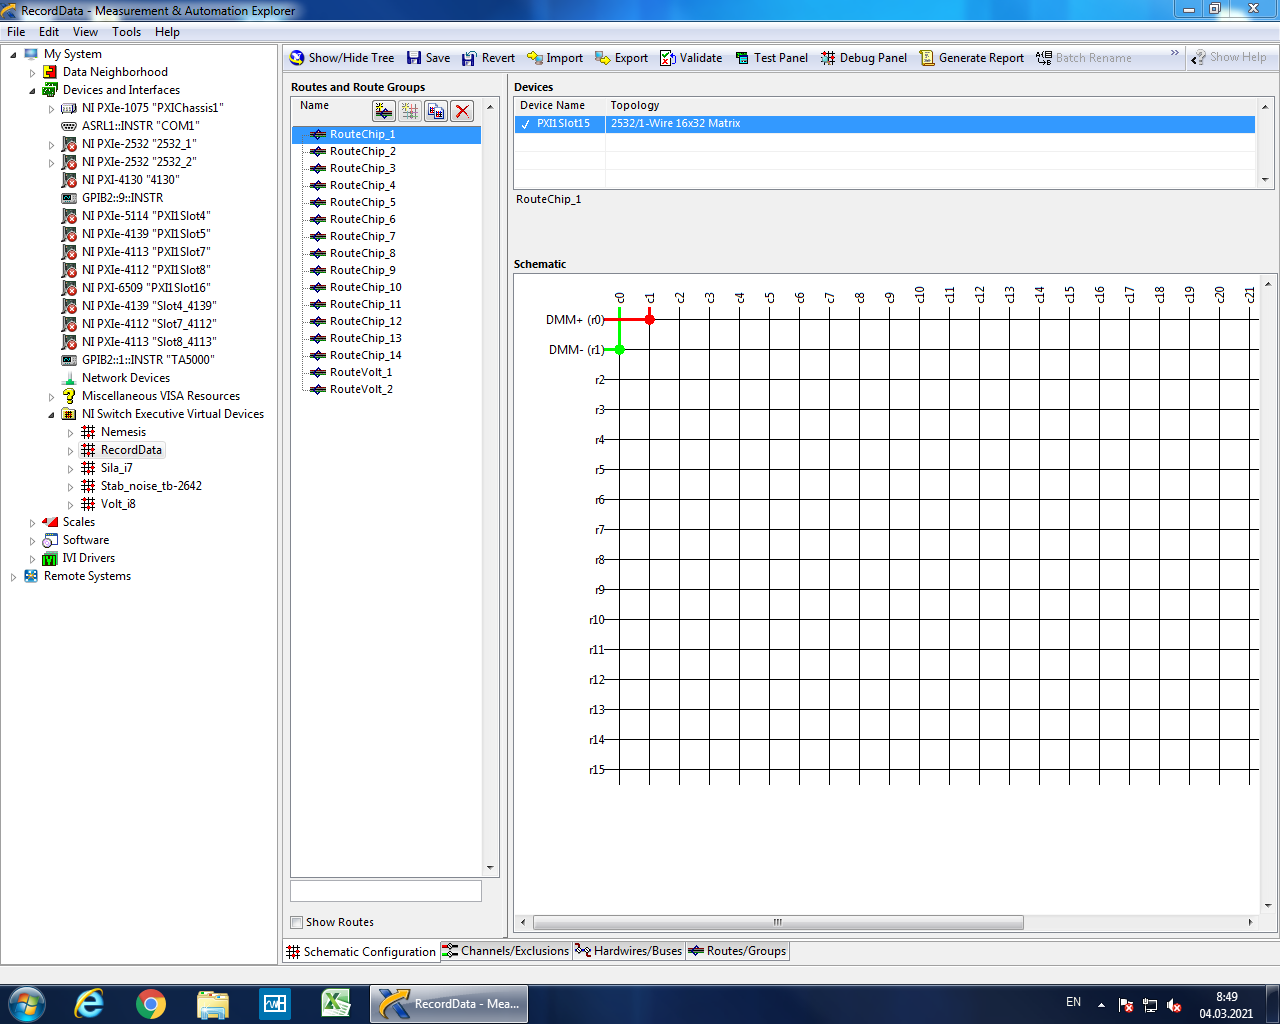 RecordData - Measurement & Automation Explorer
File Edit View Tools Help
My System
Data Neighborhood
Devices and Interfaces
NI PXIe-1075 "PXIChassis1"
ASRL1::INSTR "COM1"
NI PXIe-2532 "2532_1"
NI PXIe-2532 "2532_2"
NI PXI-4130 "4130"
GPIB2::9::INSTR
NI PXIe-5114 "PXI1Slot4"
NI PXIe-4139 "PXI1Slot5"
NI PXIe-4113 "PXI1Slot7"
NI PXIe-4112 "PXI1Slot8"
NI PXI-6509 "PXI1Slot16"
NI PXIe-4139 "Slot4_4139"
NI PXIe-4112 "Slot7_4112"
NI PXIe-4113 "Slot8_4113"
GPIB2::1::INSTR "TA5000"
Network Devices
Miscellaneous VISA Resources
NI Switch Executive Virtual Devices
Nemesis
RecordData
Sila_i7
Stab_noise_tb-2642
Volt_i8
Scales
Software
IVI Drivers
Remote Systems
Show/Hide Tree Save Revert Import Export Validate Test Panel Debug Panel Generate Report Batch Rename » Show Help
Routes and Route Groups
Name
RouteChip_1
RouteChip_2
RouteChip_3
RouteChip_4
RouteChip_5
RouteChip_6
RouteChip_7
RouteChip_8
RouteChip_9
RouteChip_10
RouteChip_11
RouteChip_12
RouteChip_13
RouteChip_14
RouteVolt_1
RouteVolt_2
Show Routes
Devices
Device Name Topology
PXI1Slot15 2532/1-Wire 16x32 Matrix
RouteChip_1
Schematic
c0 c1 c2 c3 c4 c5 c6 c7 c8 c9 c10 c11 c12 c13 c14 c15 c16 c17 c18 c19 c20 c21
DMM+ (r0)
DMM- (r1)
r2
r3
r4
r5
r6
r7
r8
r9
r10
r11
r12
r13
r14
r15
Schematic Configuration Channels/Exclusions Hardwires/Buses Routes/Groups
RecordData - Mea...
EN
8:49
04.03.2021